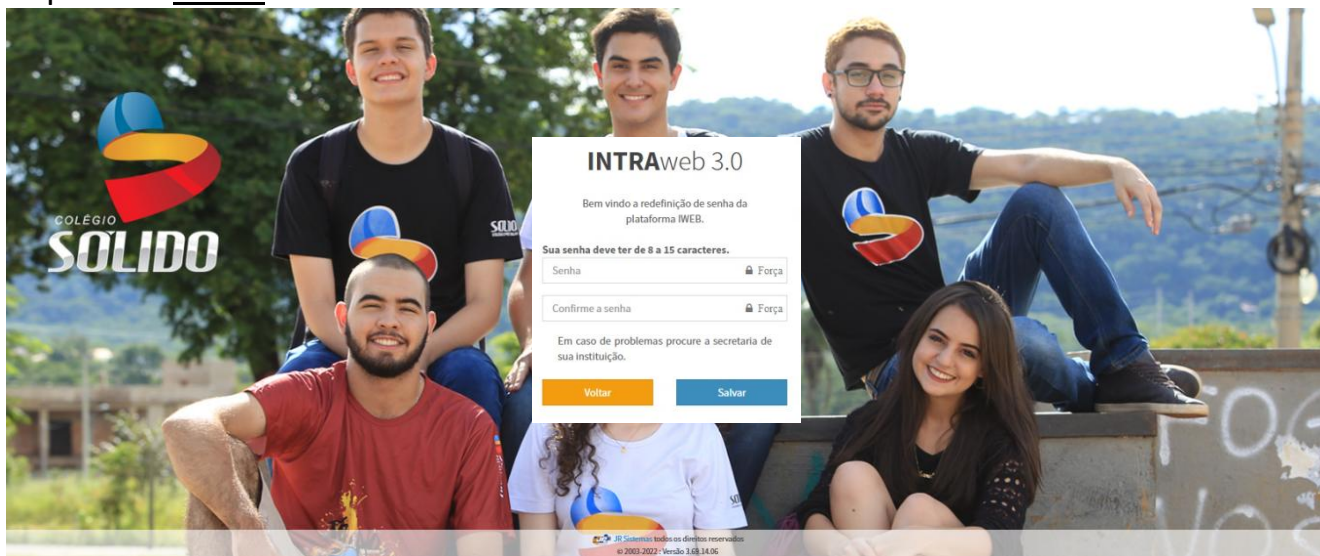 COLÉGIO
SÓLIDO
INTRAweb 3.0
Bem vindo a redefinição de senha da
plataforma IWEB.
Sua senha deve ter de 8 a 15 caracteres.
Senha
Força
Confirme a senha
Força
Em caso de problemas procure a secretaria de
sua instituição.
Voltar
Salvar
JR Sistemas todos os direitos reservados
© 2003-2022 : Versão 3.69.14.06